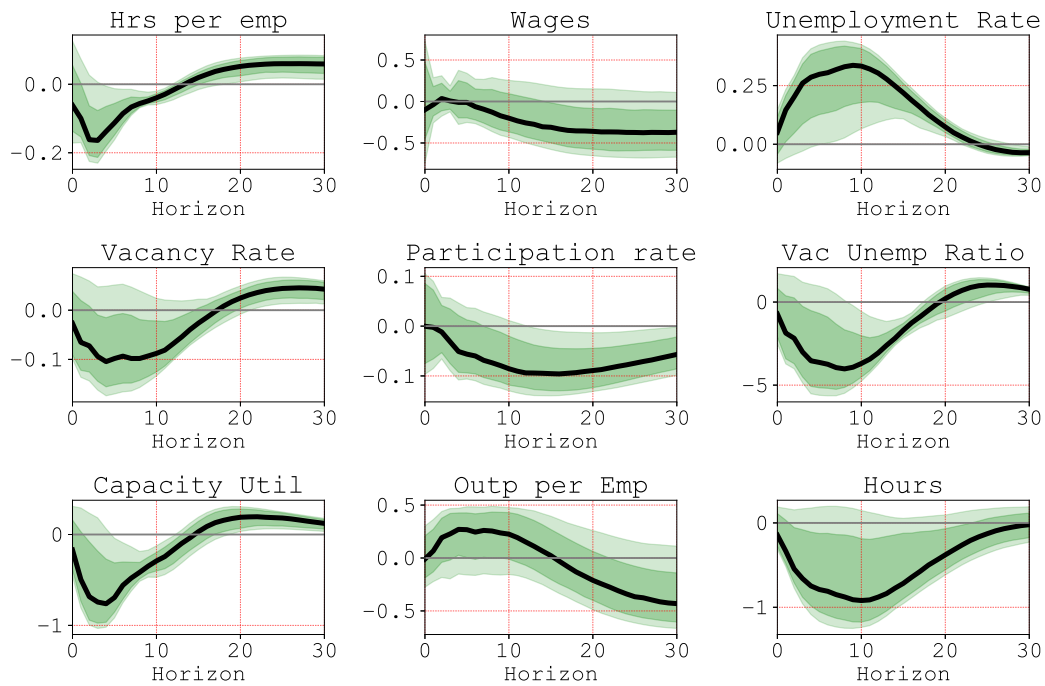 Hrs per emp
0.0
−0.2
0 10 20 30
Horizon
Wages
0.5
0.0
−0.5
0 10 20 30
Horizon
Unemployment Rate
0.25
0.00
0 10 20 30
Horizon
Vacancy Rate
0.0
−0.1
0 10 20 30
Horizon
Participation rate
0.1
0.0
−0.1
0 10 20 30
Horizon
Vac Unemp Ratio
0
−5
0 10 20 30
Horizon
Capacity Util
0
−1
0 10 20 30
Horizon
Outp per Emp
0.5
0.0
−0.5
0 10 20 30
Horizon
Hours
0
−1
0 10 20 30
Horizon